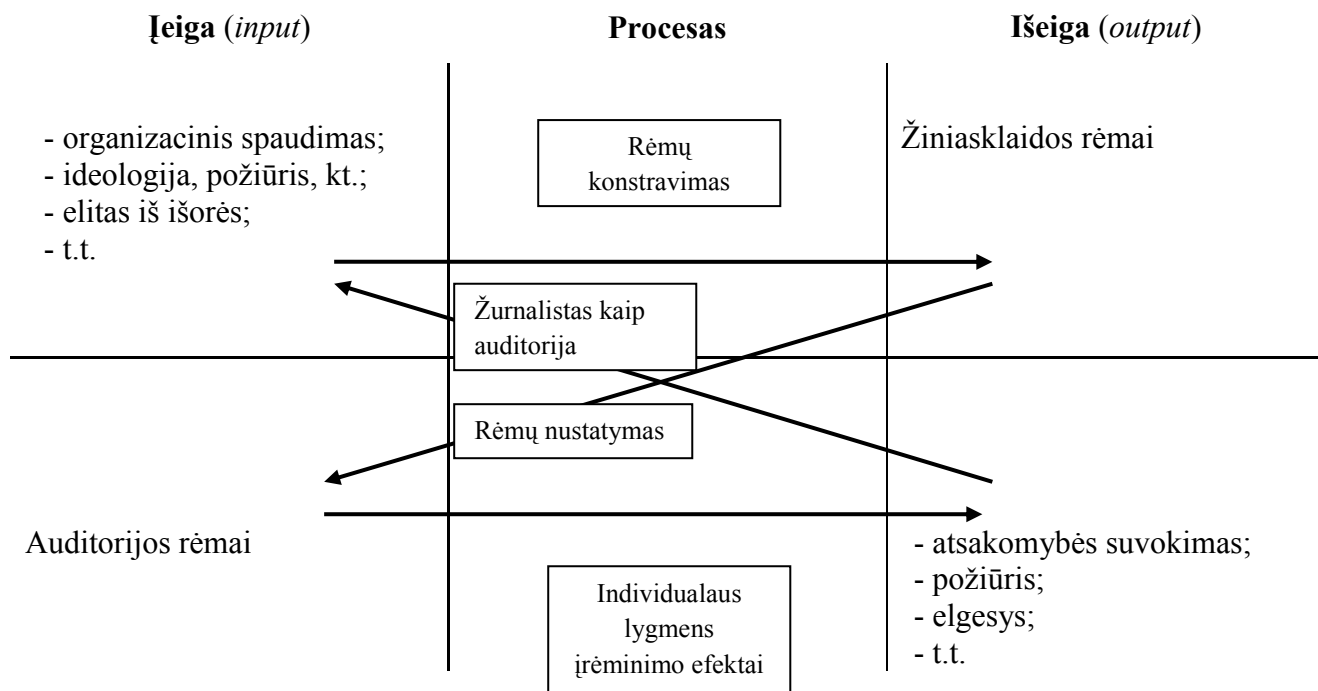 Įeiga (input)
Procesas
Išeiga (output)
- organizacinis spaudimas;
- ideologija, požiūris, kt.;
- elitas iš išorės;
- t.t.
Rėmų
konstravimas
Žiniasklaidos rėmai
Žurnalistas kaip
auditorija
Rėmų nustatymas
Auditorijos rėmai
Individualaus
lygmens
įrėminimo efektai
- atsakomybės suvokimas;
- požiūris;
- elgesys;
- t.t.